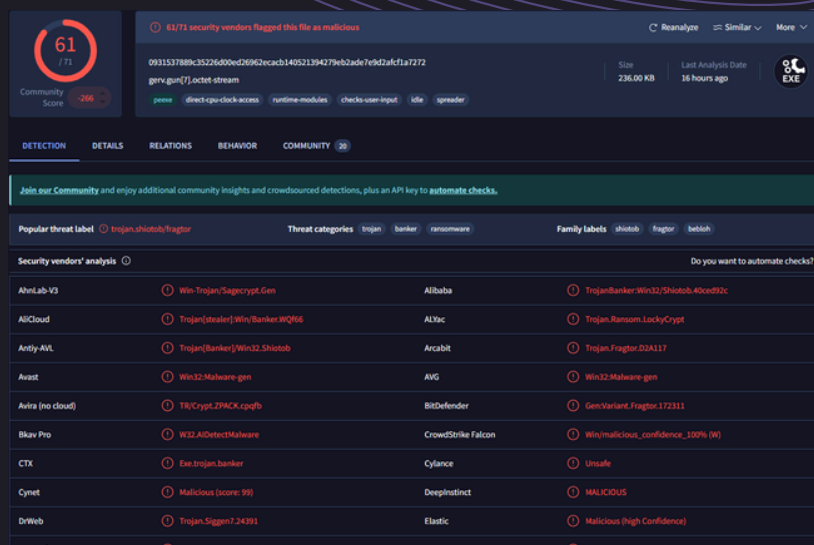 61
/ 71
Community Score
-266
61/71 security vendors flagged this file as malicious
Reanalyze Similar More
0931537889c35226d00ed26962ecacb140521394279eb2ade7e9d2afcf1a7272
gerv.gun[7].octet-stream
Size
236.00 KB
Last Analysis Date
16 hours ago
EXE
peexe direct-cpu-clock-access runtime-modules checks-user-input idle spreader
DETECTION DETAILS RELATIONS BEHAVIOR COMMUNITY 20
Join our Community and enjoy additional community insights and crowdsourced detections, plus an API key to automate checks.
Popular threat label trojan.shiotob/fragtor Threat categories trojan banker ransomware Family labels shiotob fragtor bebloh
Security vendors' analysis Do you want to automate checks?
AhnLab-V3 Win-Trojan/Sagecrypt.Gen Alibaba TrojanBanker:Win32/Shiotob.40ced92c
AliCloud Trojan[stealer]:Win/Banker.WQf66 ALYac Trojan.Ransom.LockyCrypt
Antiy-AVL Trojan[Banker]/Win32.Shiotob Arcabit Trojan.Fragtor.D2A117
Avast Win32:Malware-gen AVG Win32:Malware-gen
Avira (no cloud) TR/Crypt.ZPACK.cpqfb BitDefender Gen:Variant.Fragtor.172311
Bkav Pro W32.AIDetectMalware CrowdStrike Falcon Win/malicious_confidence_100% (W)
CTX Exe.trojan.banker Cylance Unsafe
Cynet Malicious (score: 99) DeepInstinct MALICIOUS
DrWeb Trojan.Siggen7.24391 Elastic Malicious (high Confidence)